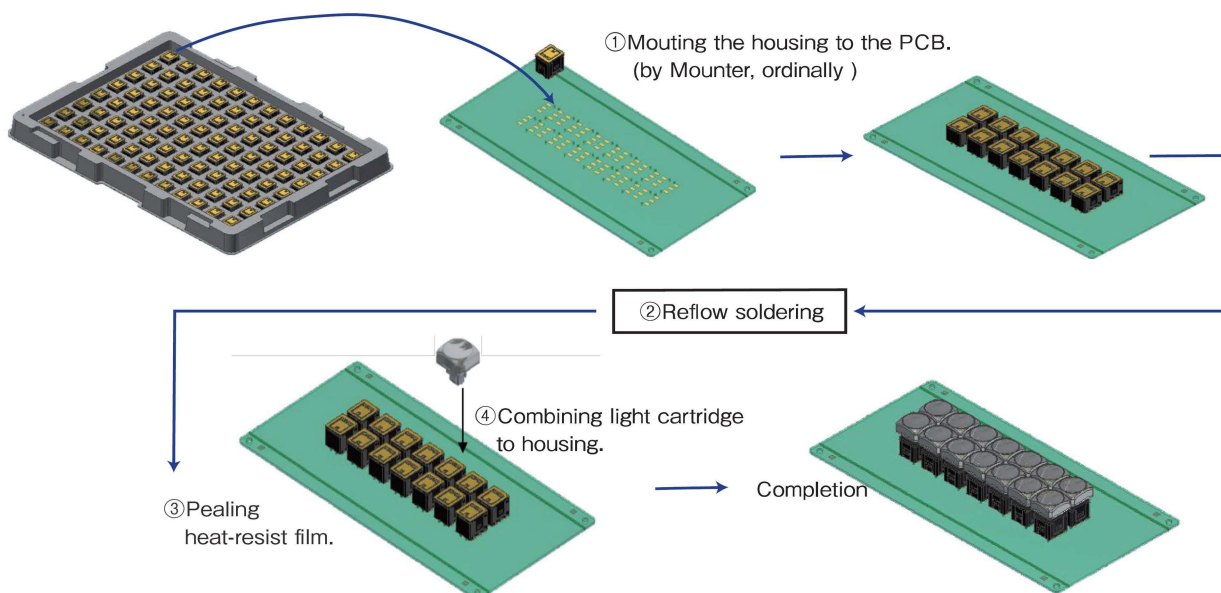 ①Mouting the housing to the PCB.
(by Mounter, ordinally )
②Reflow soldering
④Combining light cartridge
to housing.
③Pealing
heat-resist film.
Completion